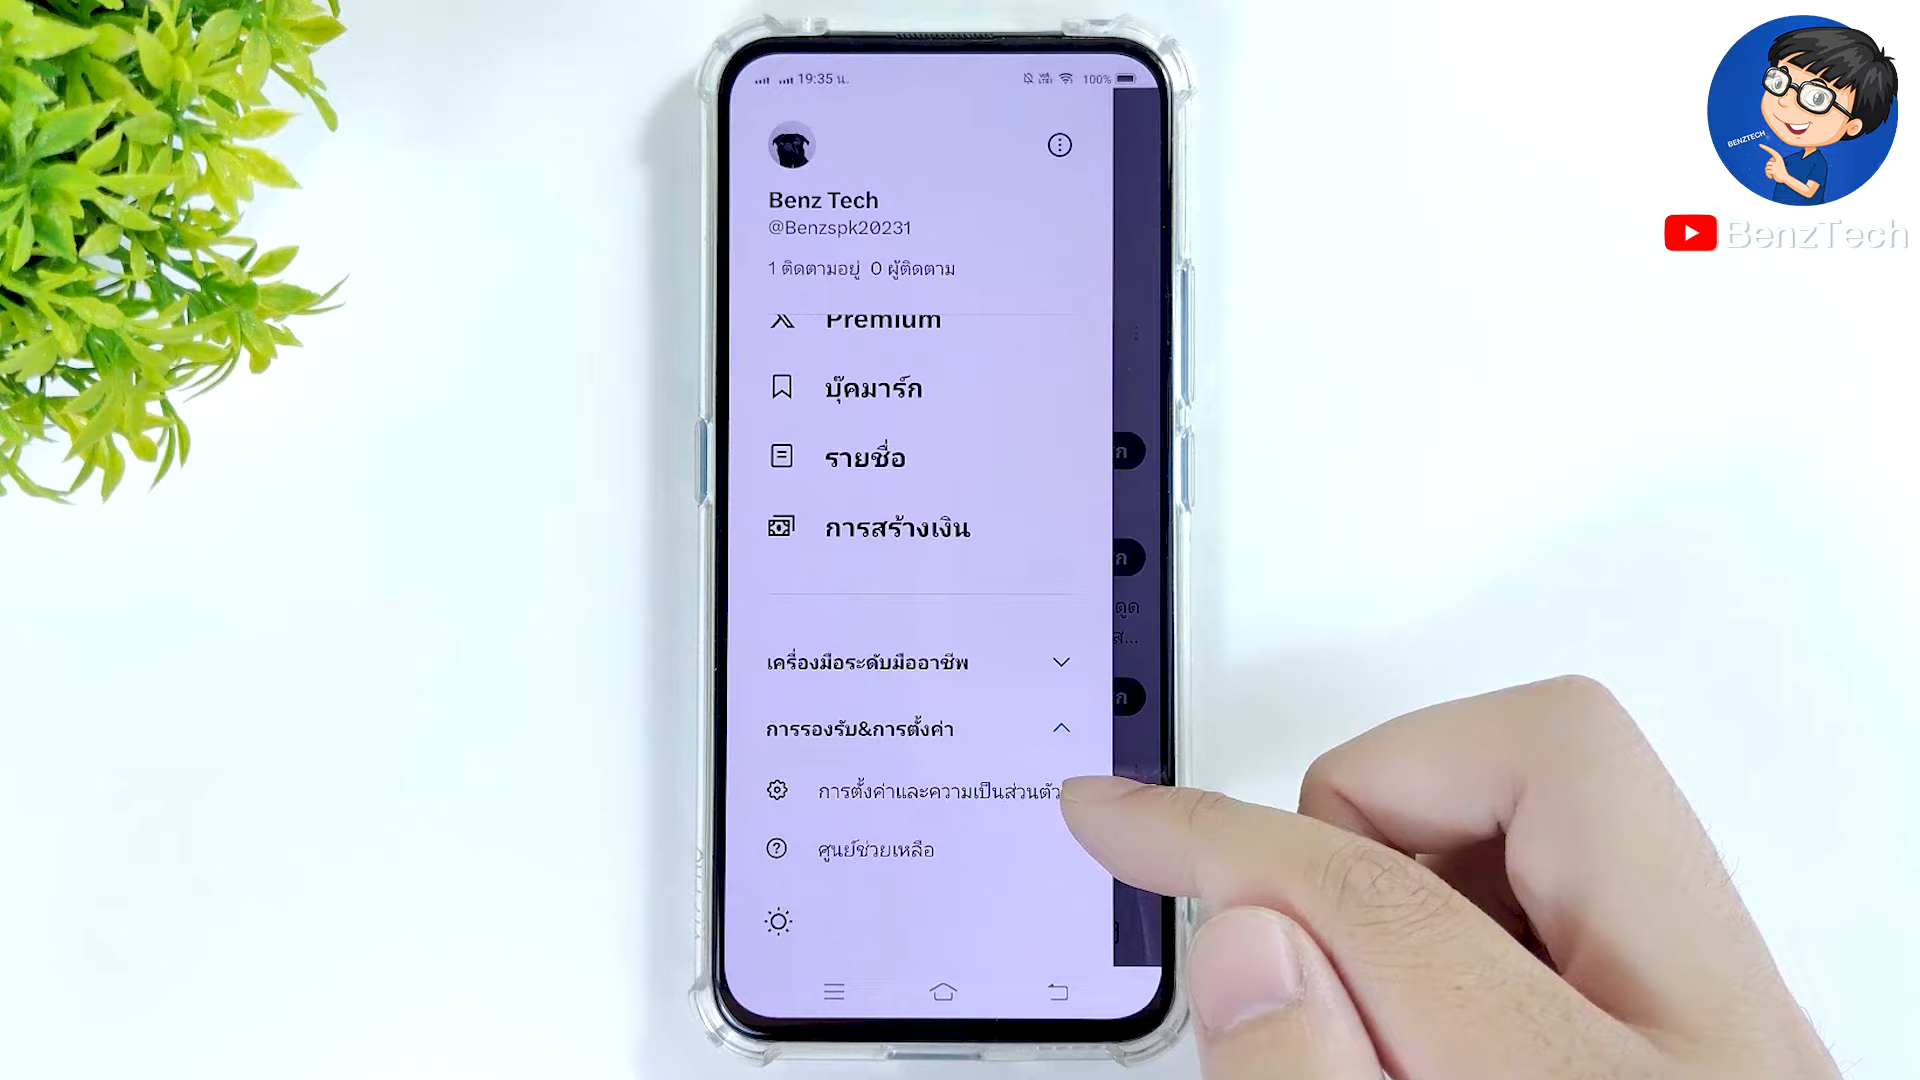 19:35 น.
100%
Benz Tech
@Benzspk20231
1 ติดตามอยู่ 0 ผู้ติดตาม
Premium
บุ๊คมาร์ก
รายชื่อ
การสร้างเงิน
เครื่องมือระดับมืออาชีพ
การรองรับ&การตั้งค่า
การตั้งค่าและความเป็นส่วนตัว
ศูนย์ช่วยเหลือ
BENZTECH
BenzTech